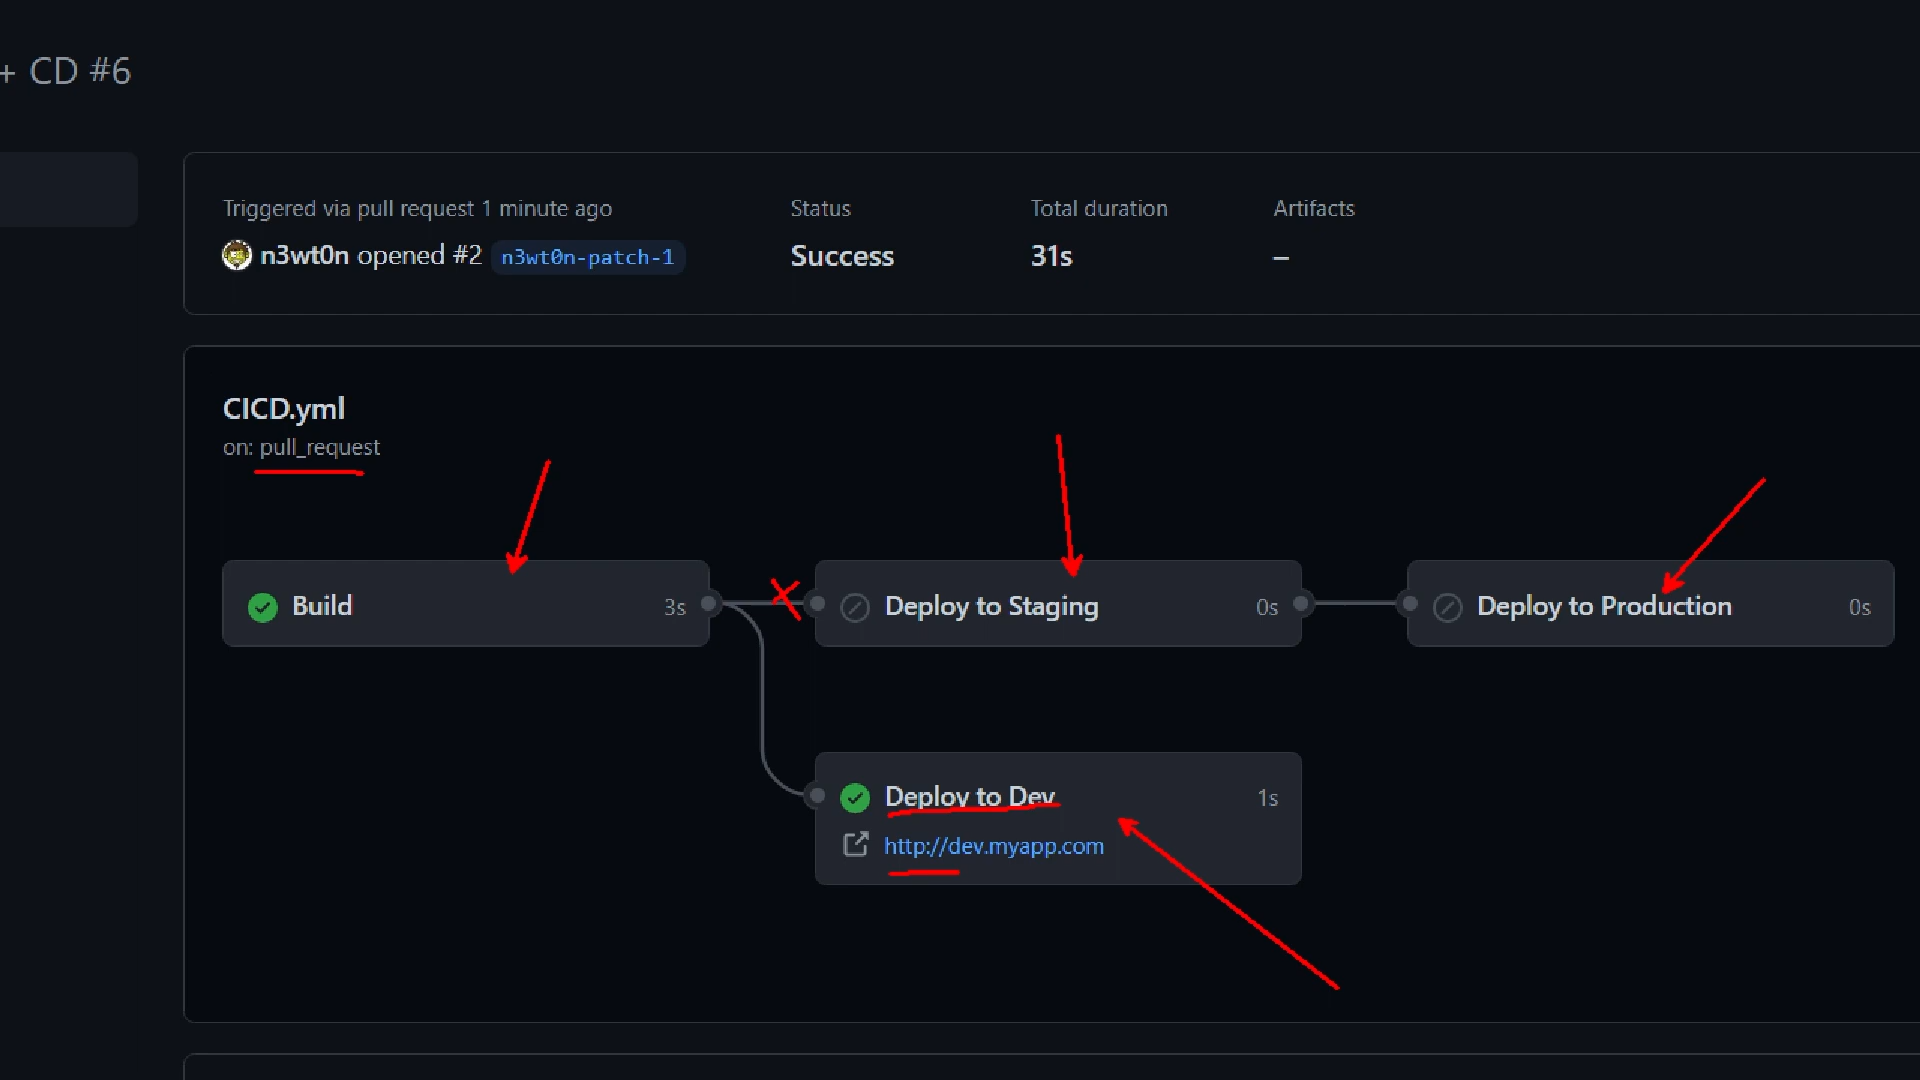 + CD #6
Triggered via pull request 1 minute ago
n3wt0n opened #2 n3wt0n-patch-1
Status
Success
Total duration
31s
Artifacts
–
CICD.yml
on: pull_request
Build 3s
Deploy to Staging 0s
Deploy to Production 0s
Deploy to Dev 1s
http://dev.myapp.com